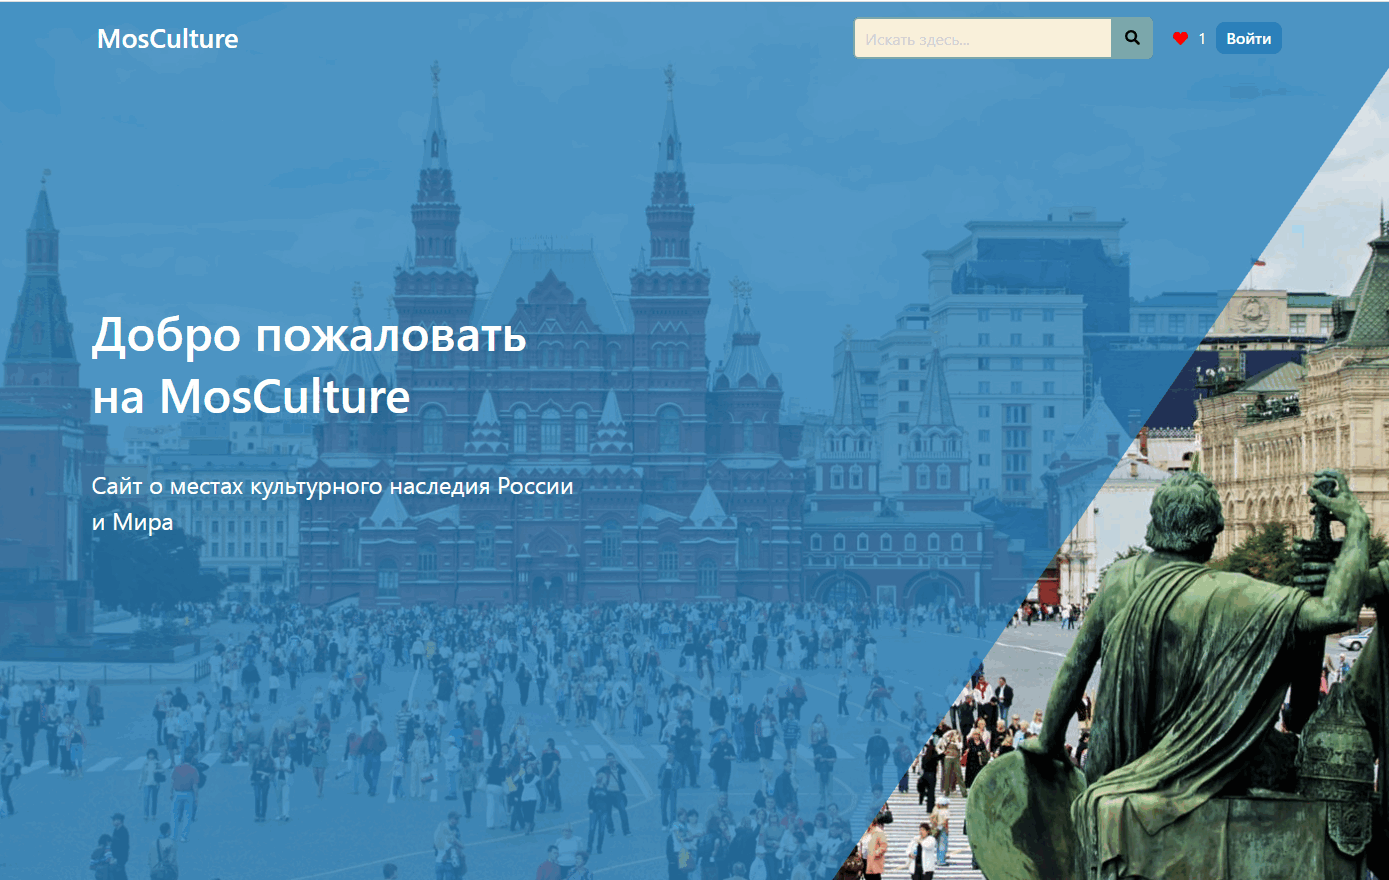 MosCulture
Искать здесь...
1
Войти
Добро пожаловать
на MosCulture
Сайт о местах культурного наследия России
и Мира